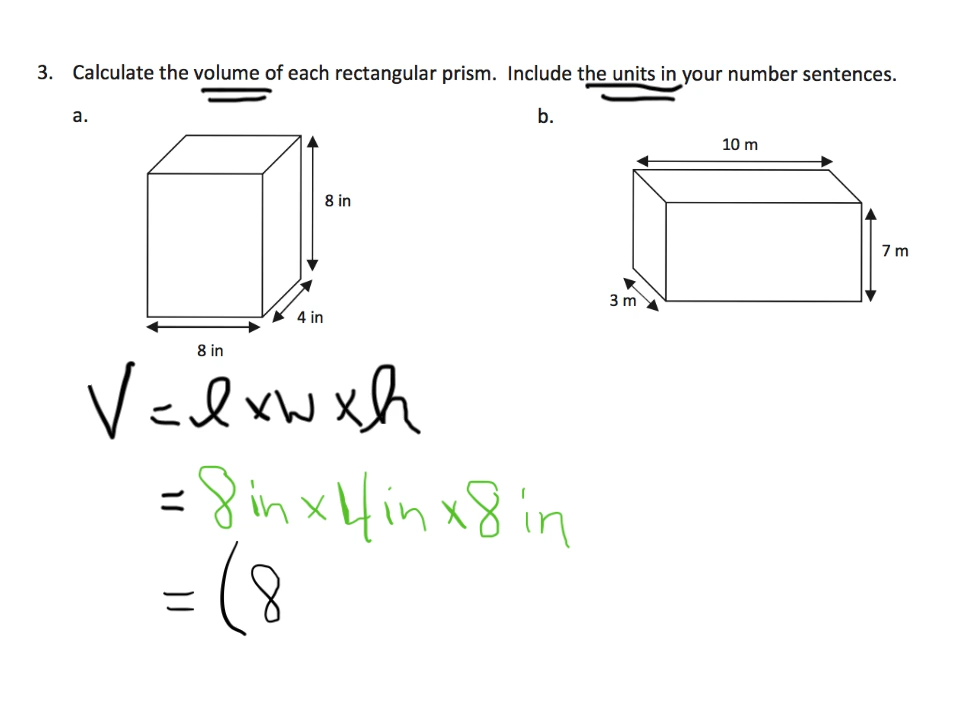 3. Calculate the volume of each rectangular prism. Include the units in your number sentences.
a.
b.
10 m
8 in
7 m
3 m
4 in
8 in
V = l x w x h
= 8 in x 4 in x 8 in
= (8